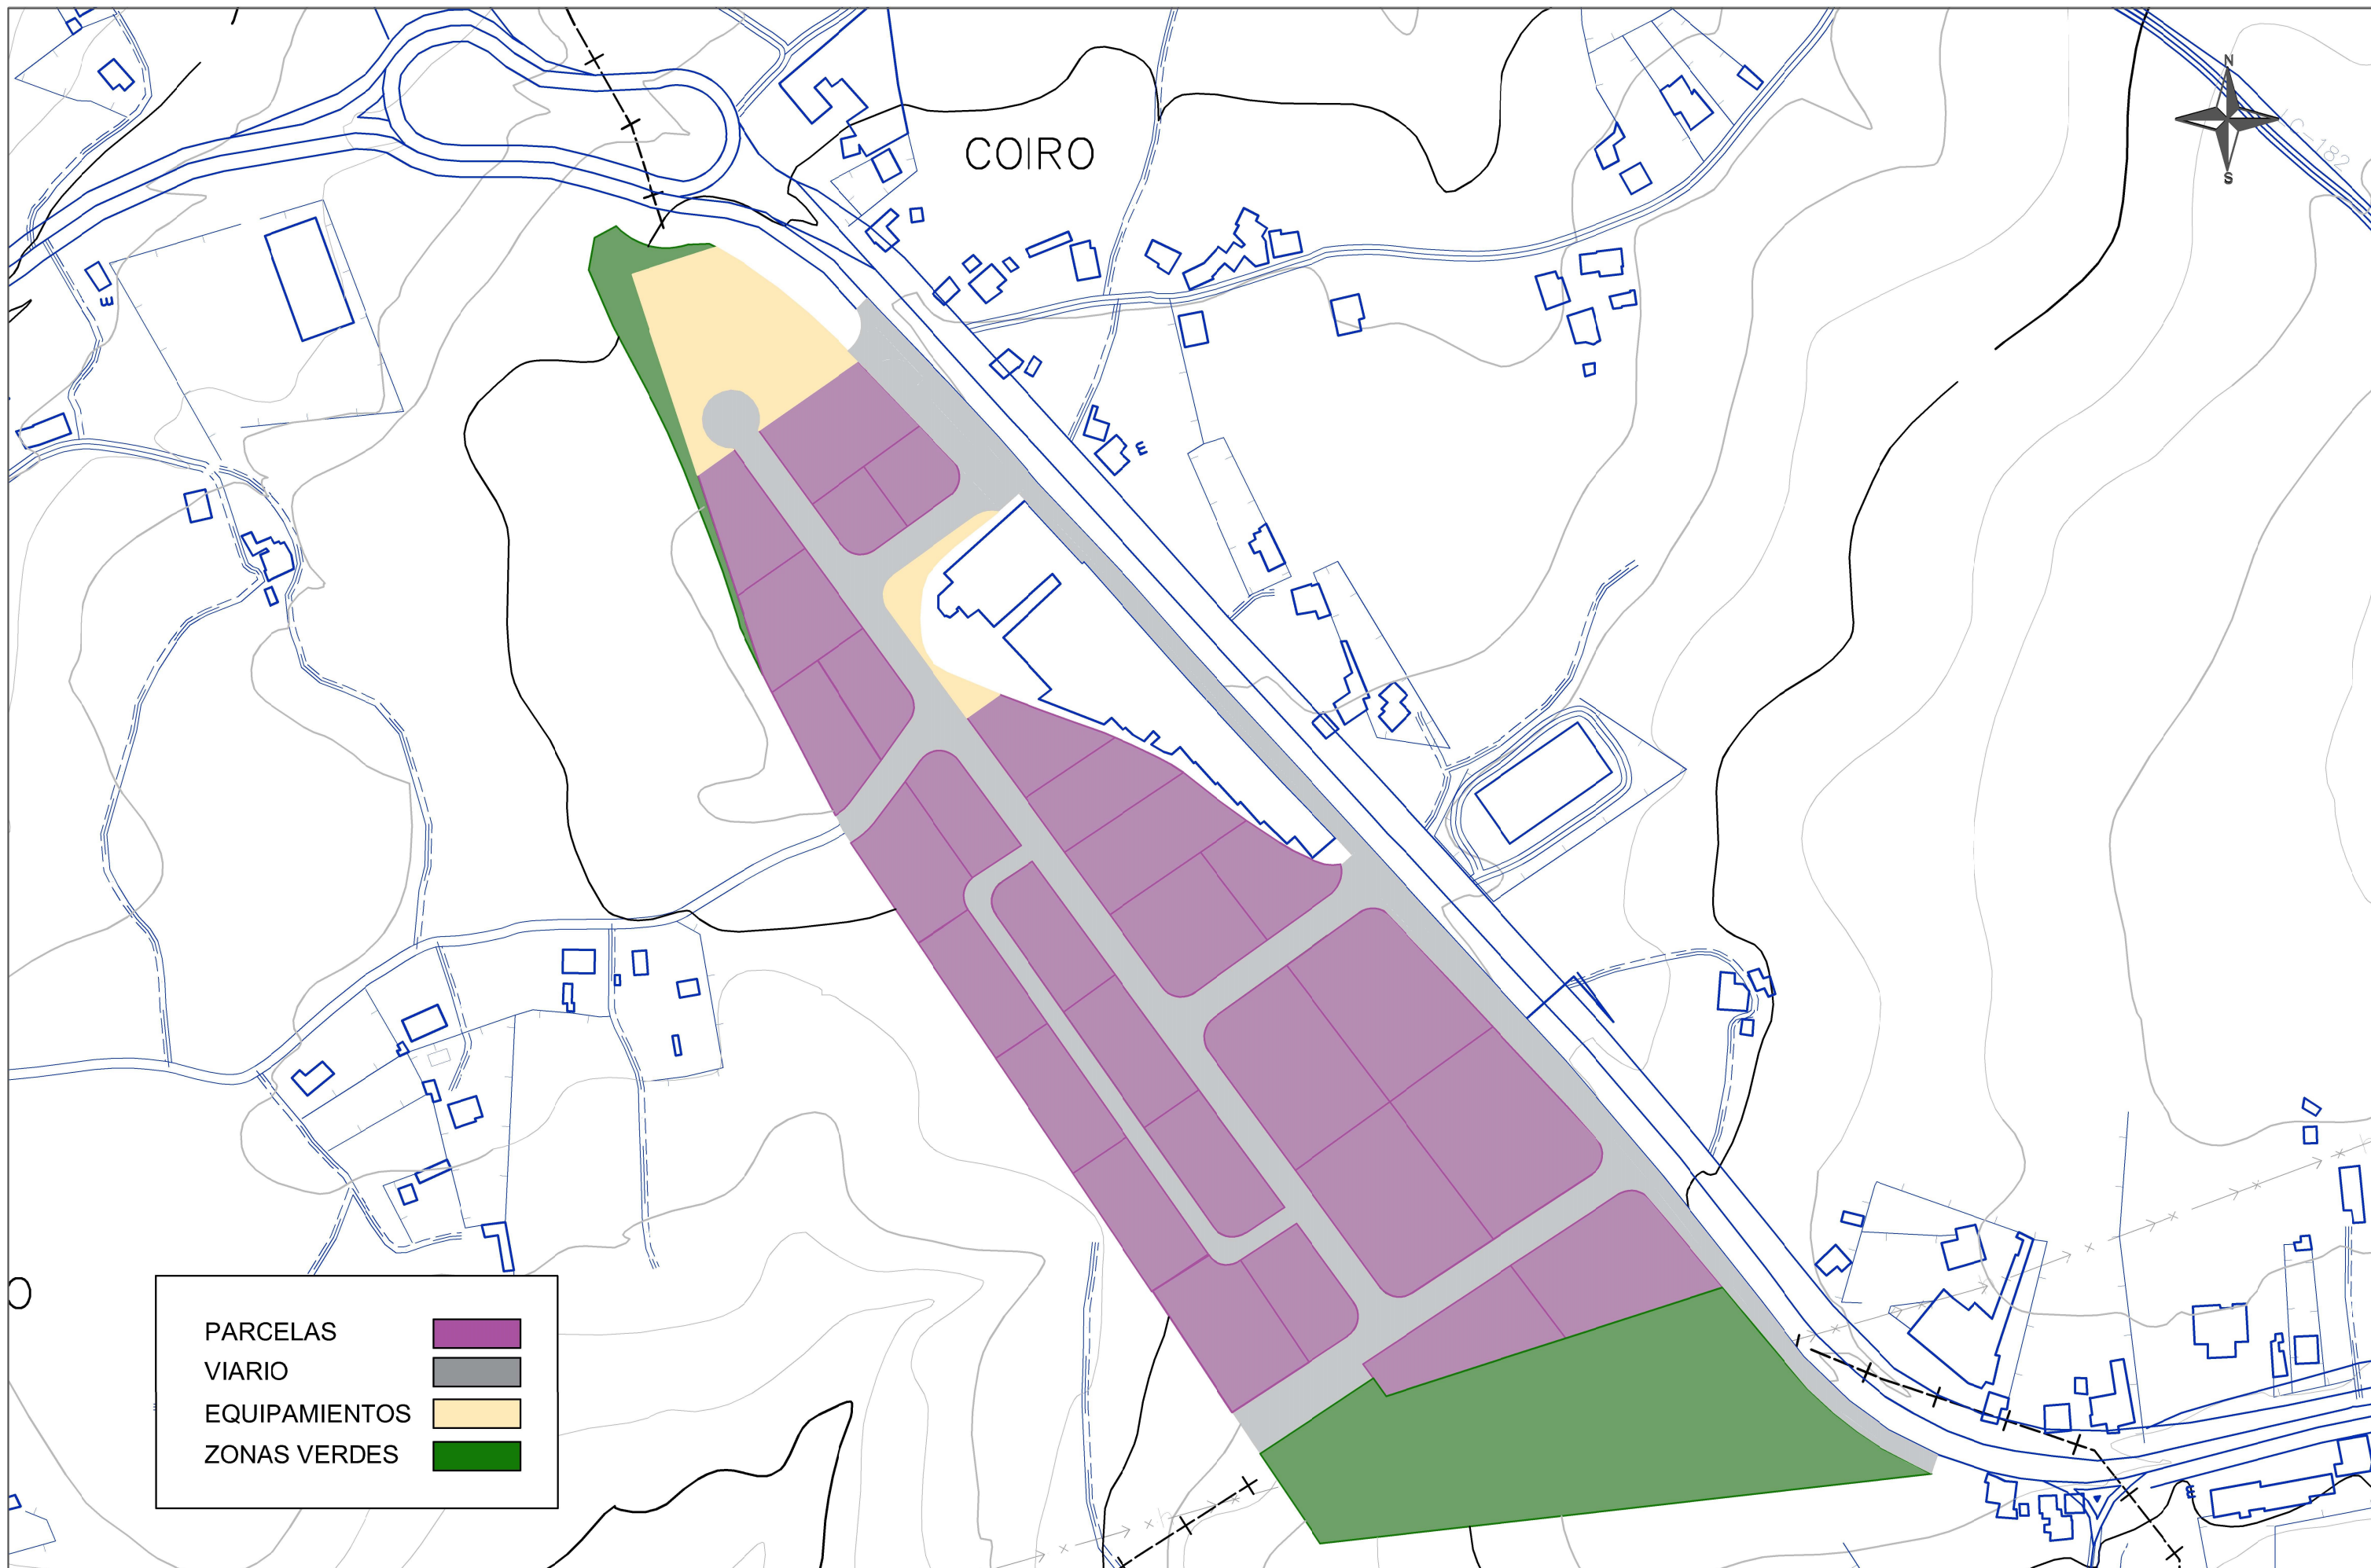 N
COIRO
S
PARCELAS
VIARIO
EQUIPAMIENTOS
ZONAS VERDES